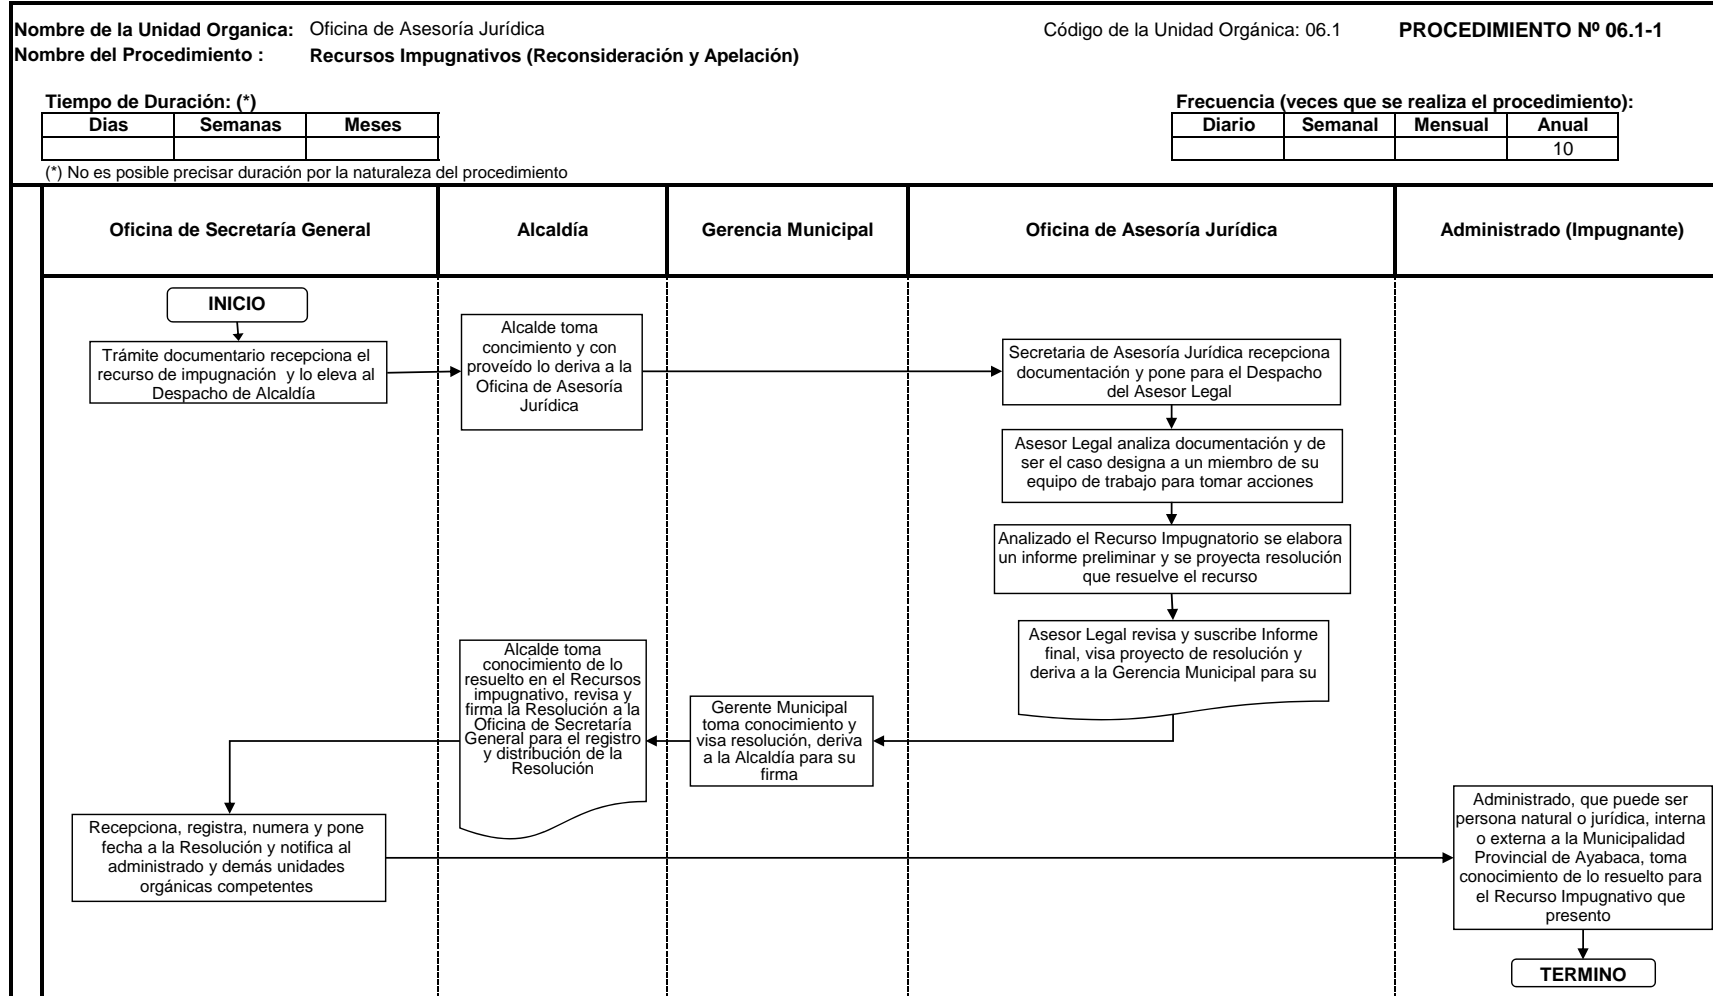 Nombre de la Unidad Organica: Oficina de Asesoría Jurídica Código de la Unidad Orgánica: 06.1 PROCEDIMIENTO Nº 06.1-1
Nombre del Procedimiento : Recursos Impugnativos (Reconsideración y Apelación)
Tiempo de Duración: (*) Frecuencia (veces que se realiza el procedimiento):
Dias Semanas Meses Diario Semanal Mensual Anual
10
(*) No es posible precisar duración por la naturaleza del procedimiento
Oficina de Secretaría General Alcaldía Gerencia Municipal Oficina de Asesoría Jurídica Administrado (Impugnante)
INICIO
Trámite documentario recepciona el
recurso de impugnación y lo eleva al
Despacho de Alcaldía
Alcalde toma
concimiento y con
proveído lo deriva a la
Oficina de Asesoría
Jurídica
Secretaria de Asesoría Jurídica recepciona
documentación y pone para el Despacho
del Asesor Legal
Asesor Legal analiza documentación y de
ser el caso designa a un miembro de su
equipo de trabajo para tomar acciones
Analizado el Recurso Impugnatorio se elabora
un informe preliminar y se proyecta resolución
que resuelve el recurso
Asesor Legal revisa y suscribe Informe
final, visa proyecto de resolución y
deriva a la Gerencia Municipal para su
Gerente Municipal
toma conocimiento y
visa resolución, deriva
a la Alcaldía para su
firma
Alcalde toma
conocimiento de lo
resuelto en el Recursos
impugnativo, revisa y
firma la Resolución a la
Oficina de Secretaría
General para el registro
y distribución de la
Resolución
Recepciona, registra, numera y pone
fecha a la Resolución y notifica al
administrado y demás unidades
orgánicas competentes
Administrado, que puede ser
persona natural o jurídica, interna
o externa a la Municipalidad
Provincial de Ayabaca, toma
conocimiento de lo resuelto para
el Recurso Impugnativo que
presento
TERMINO